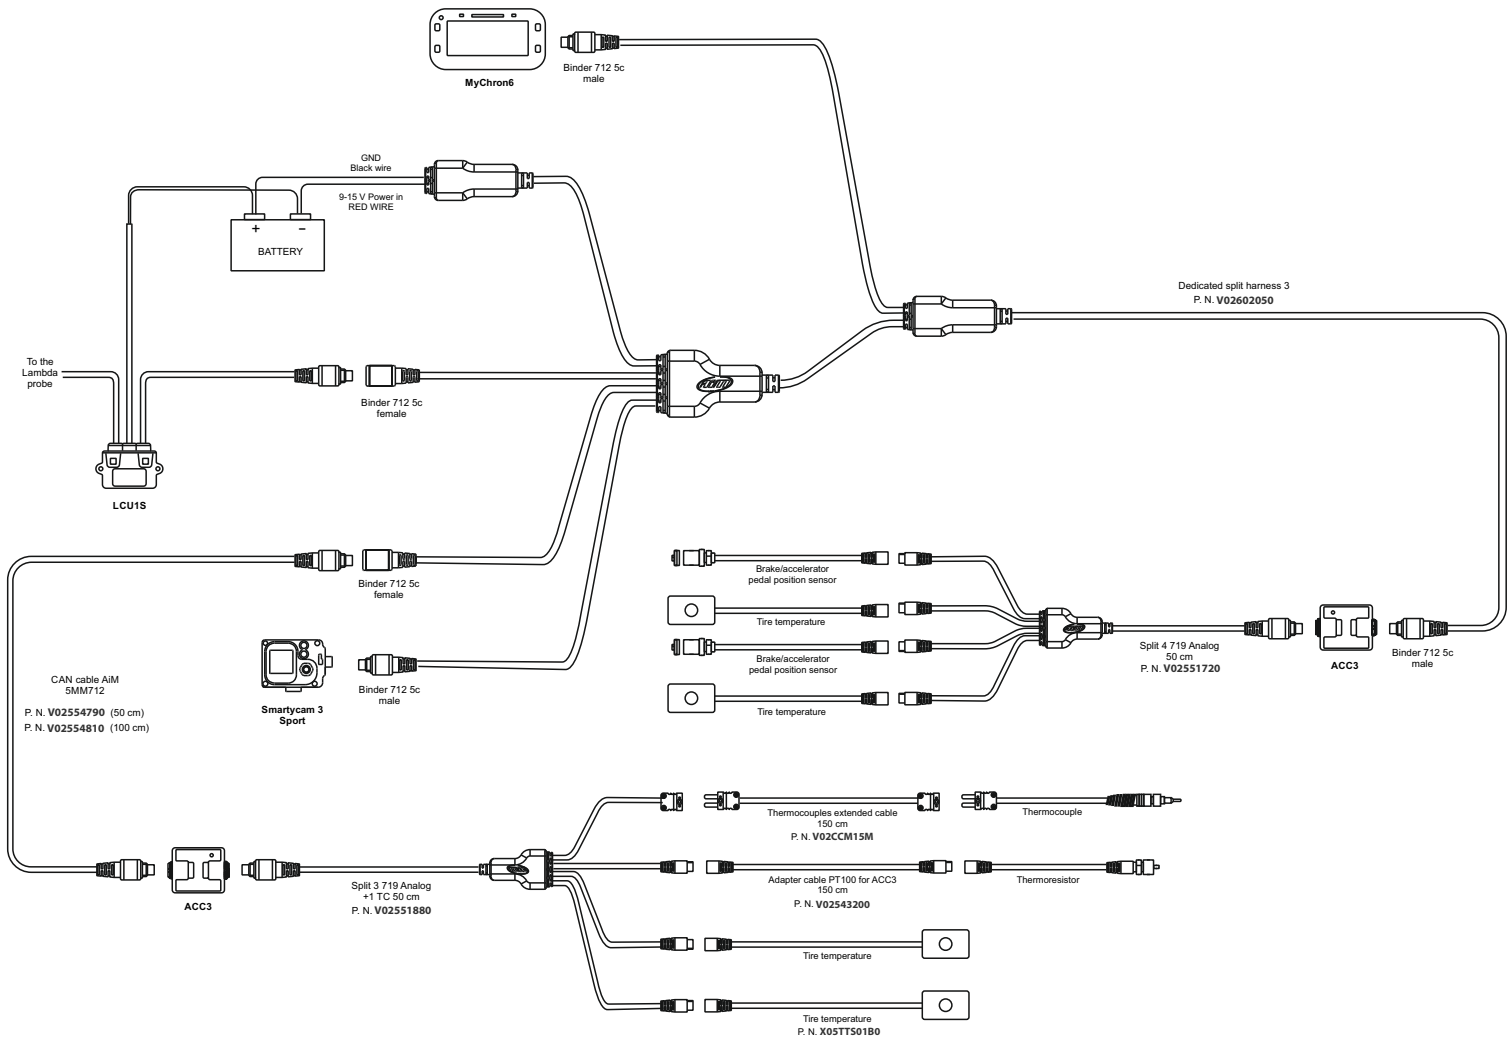 MyChron6
Binder 712 5c
male
GND
Black wire
9-15 V Power in
RED WIRE
+
−
BATTERY
Dedicated split harness 3
P. N. V02602050
To the
Lambda
probe
Binder 712 5c
female
LCU1S
Binder 712 5c
female
CAN cable AiM
5MM712
P. N. V02554790 (50 cm)
P. N. V02554810 (100 cm)
Smartycam 3
Sport
Binder 712 5c
male
Brake/accelerator
pedal position sensor
Tire temperature
Brake/accelerator
pedal position sensor
Tire temperature
Split 4 719 Analog
50 cm
P. N. V02551720
ACC3
Binder 712 5c
male
ACC3
Split 3 719 Analog
+1 TC 50 cm
P. N. V02551880
Thermocouples extended cable
150 cm
P. N. V02CCM15M
Thermocouple
Adapter cable PT100 for ACC3
150 cm
P. N. V02543200
Thermoresistor
Tire temperature
Tire temperature
P. N. X05TTS01B0